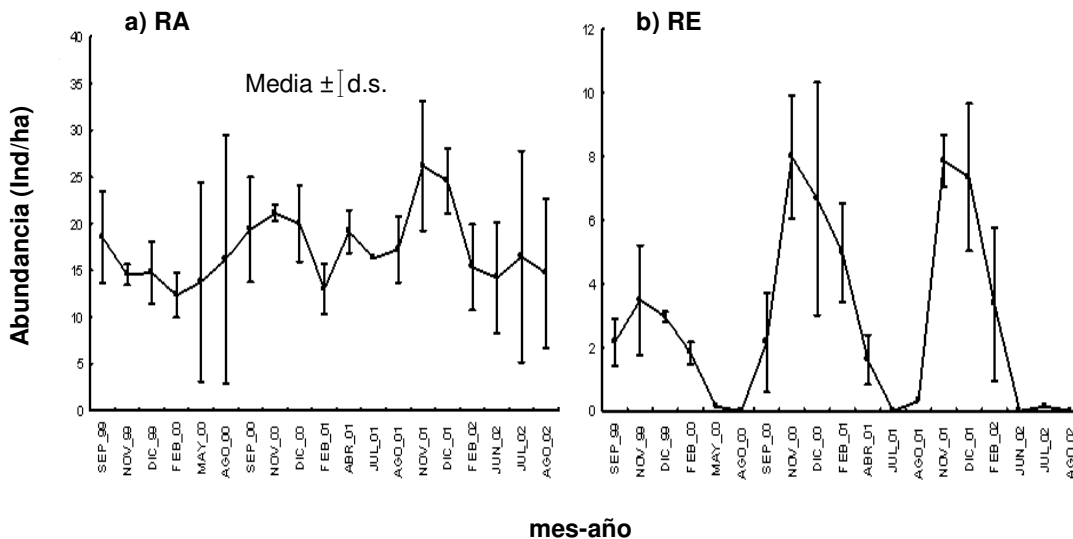 a) RA
b) RE
Abundancia (Ind/ha)
40
35
30
25
20
15
10
5
0
Media ± d.s.
SEP_99
NOV_99
DIC_99
FEB_00
MAY_00
AGO_00
SEP_00
NOV_00
DIC_00
FEB_01
ABR_01
JUL_01
AGO_01
NOV_01
DIC_01
FEB_02
JUN_02
JUL_02
AGO_02
12
10
8
6
4
2
0
SEP_99
NOV_99
DIC_99
FEB_00
MAY_00
AGO_00
SEP_00
NOV_00
DIC_00
FEB_01
ABR_01
JUL_01
AGO_01
NOV_01
DIC_01
FEB_02
JUN_02
JUL_02
AGO_02
mes-año